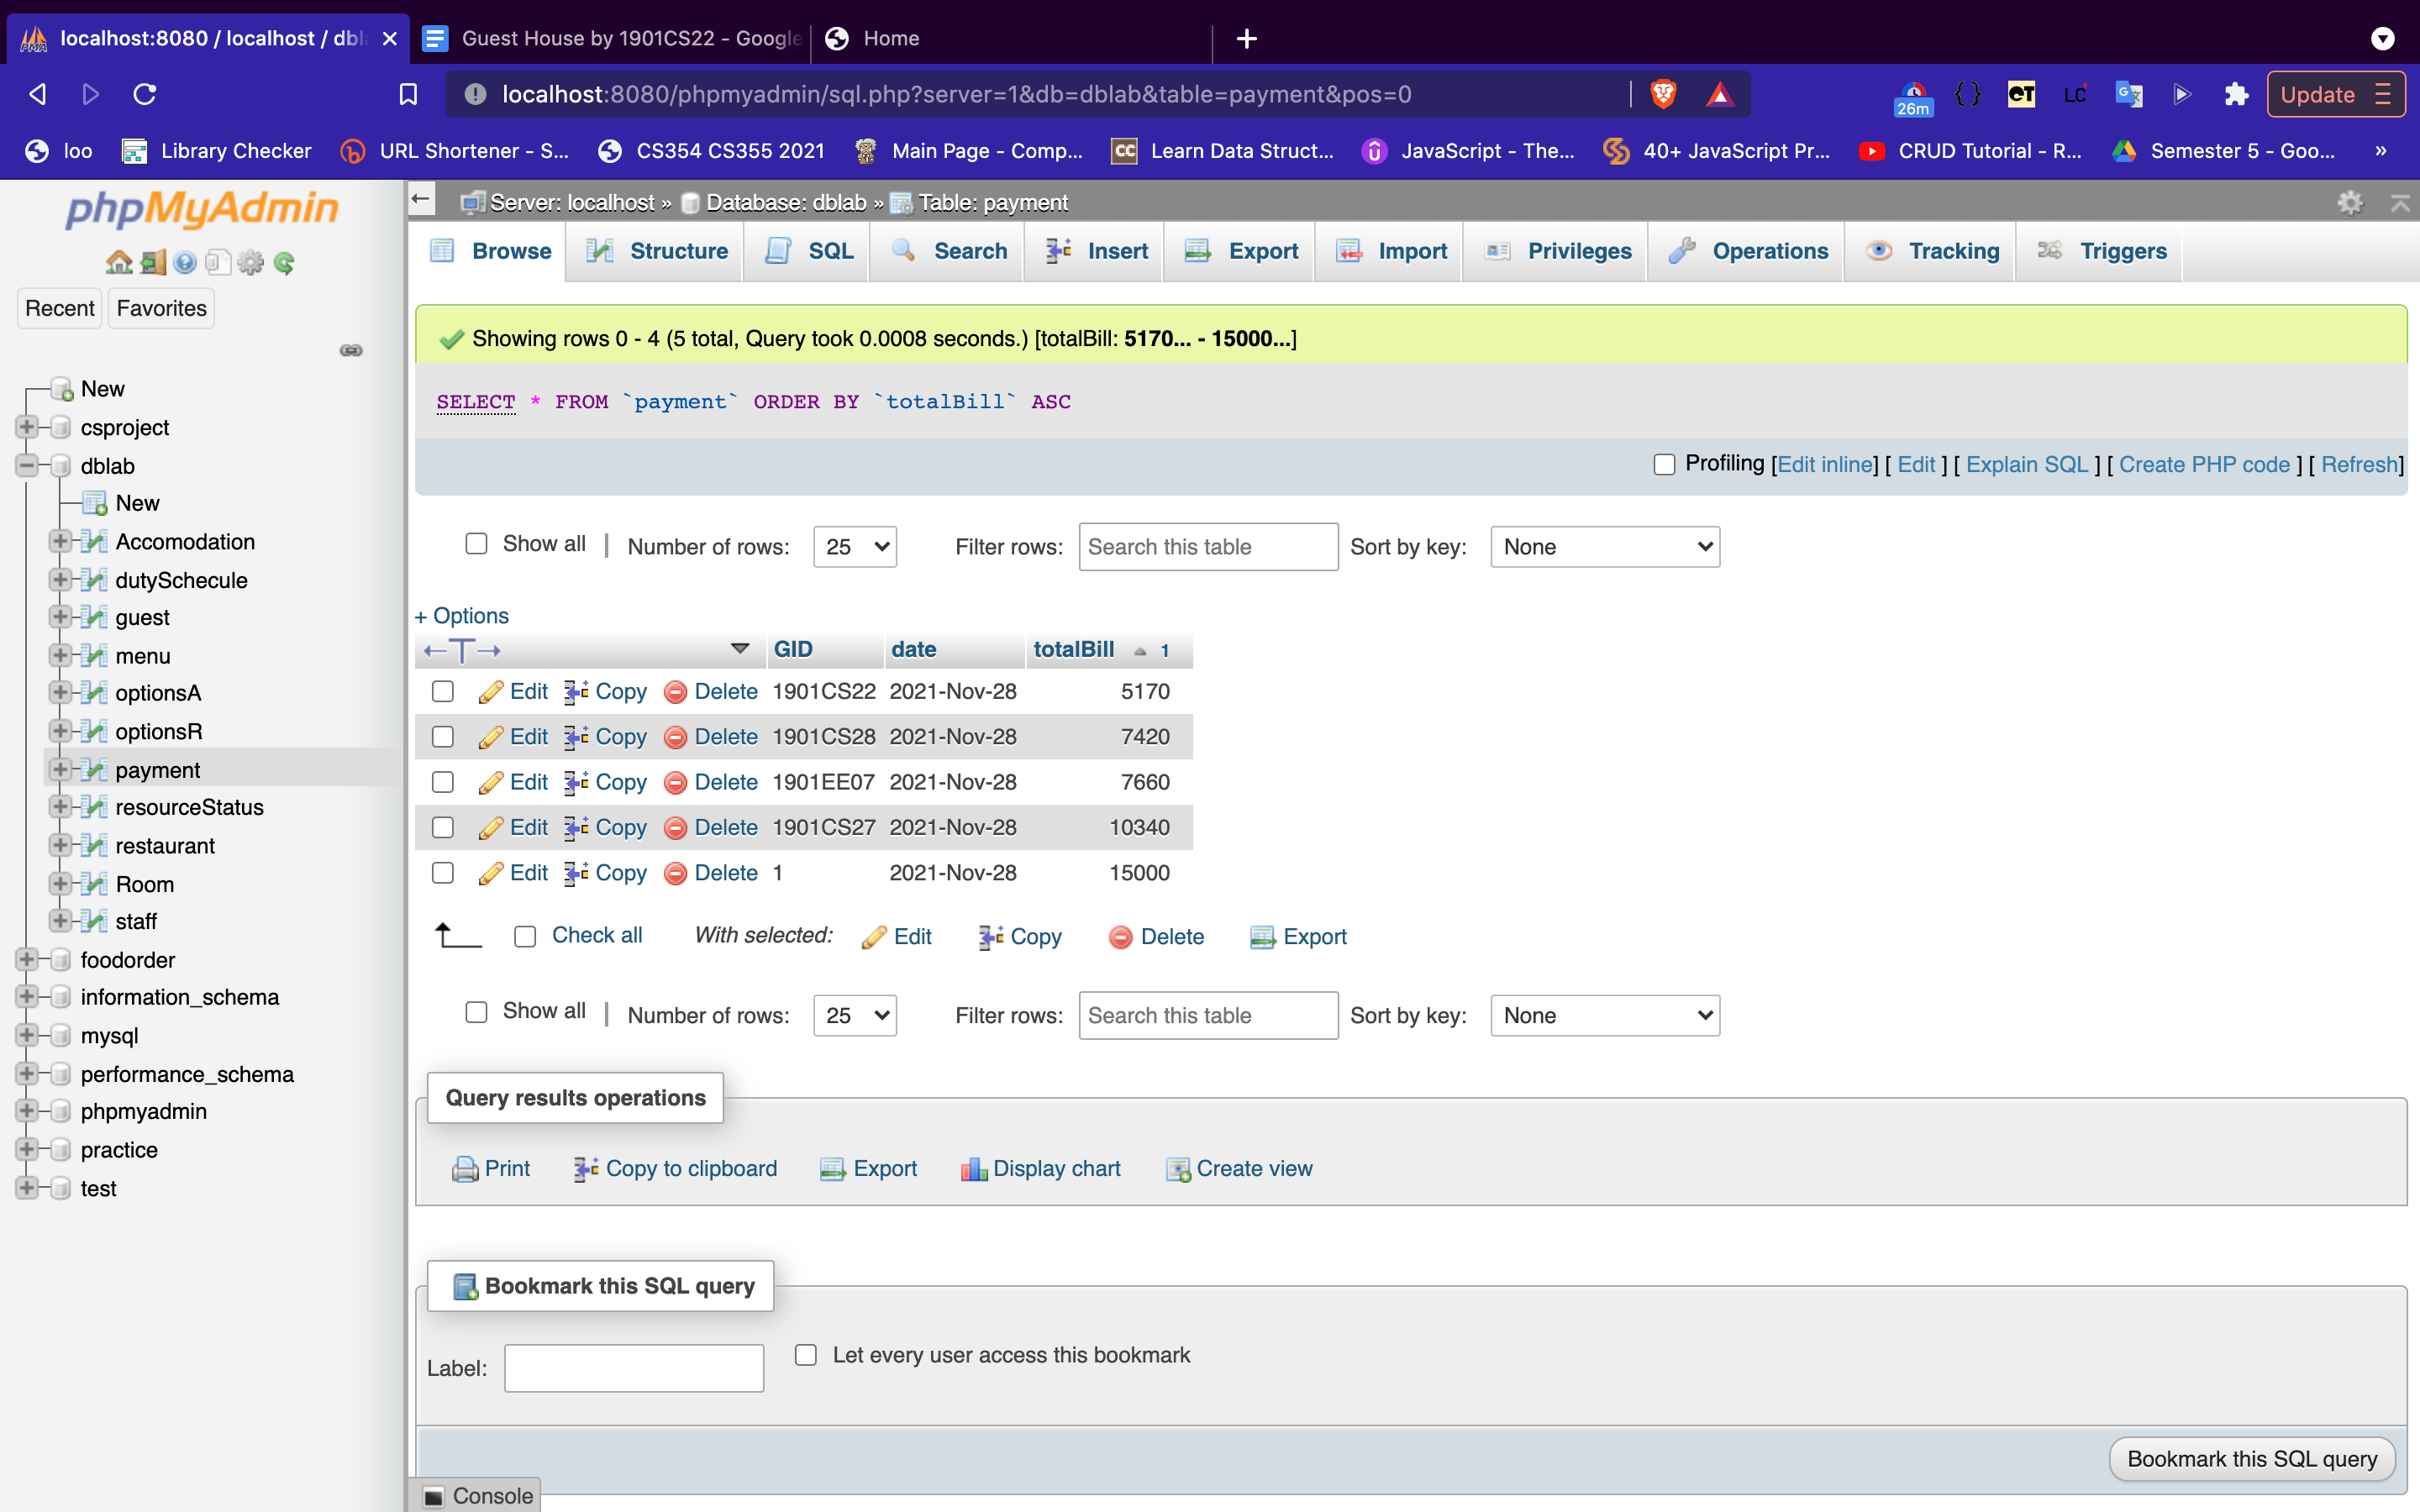 localhost:8080 / localhost / dbl
Guest House by 1901CS22 - Google
Home
localhost:8080/phpmyadmin/sql.php?server=1&db=dblab&table=payment&pos=0
26m
LC
Update
loo
Library Checker
URL Shortener - S...
CS354 CS355 2021
Main Page - Comp...
CC
Learn Data Struct...
JavaScript - The...
40+ JavaScript Pr...
CRUD Tutorial - R...
Semester 5 - Goo...
»
phpMyAdmin
Recent
Favorites
New
csproject
dblab
New
Accomodation
dutySchecule
guest
menu
optionsA
optionsR
payment
resourceStatus
restaurant
Room
staff
foodorder
information_schema
mysql
performance_schema
phpmyadmin
practice
test
Server: localhost » Database: dblab » Table: payment
Browse
Structure
SQL
Search
Insert
Export
Import
Privileges
Operations
Tracking
Triggers
Showing rows 0 - 4 (5 total, Query took 0.0008 seconds.) [totalBill: 5170... - 15000...]
SELECT * FROM `payment` ORDER BY `totalBill` ASC
Profiling [Edit inline] [ Edit ] [ Explain SQL ] [ Create PHP code ] [ Refresh]
Show all | Number of rows: 25 Filter rows: Search this table Sort by key: None
+ Options
GID date totalBill 1
Edit Copy Delete 1901CS22 2021-Nov-28 5170
Edit Copy Delete 1901CS28 2021-Nov-28 7420
Edit Copy Delete 1901EE07 2021-Nov-28 7660
Edit Copy Delete 1901CS27 2021-Nov-28 10340
Edit Copy Delete 1 2021-Nov-28 15000
Check all With selected: Edit Copy Delete Export
Show all | Number of rows: 25 Filter rows: Search this table Sort by key: None
Query results operations
Print Copy to clipboard Export Display chart Create view
Bookmark this SQL query
Label:
Let every user access this bookmark
Bookmark this SQL query
Console